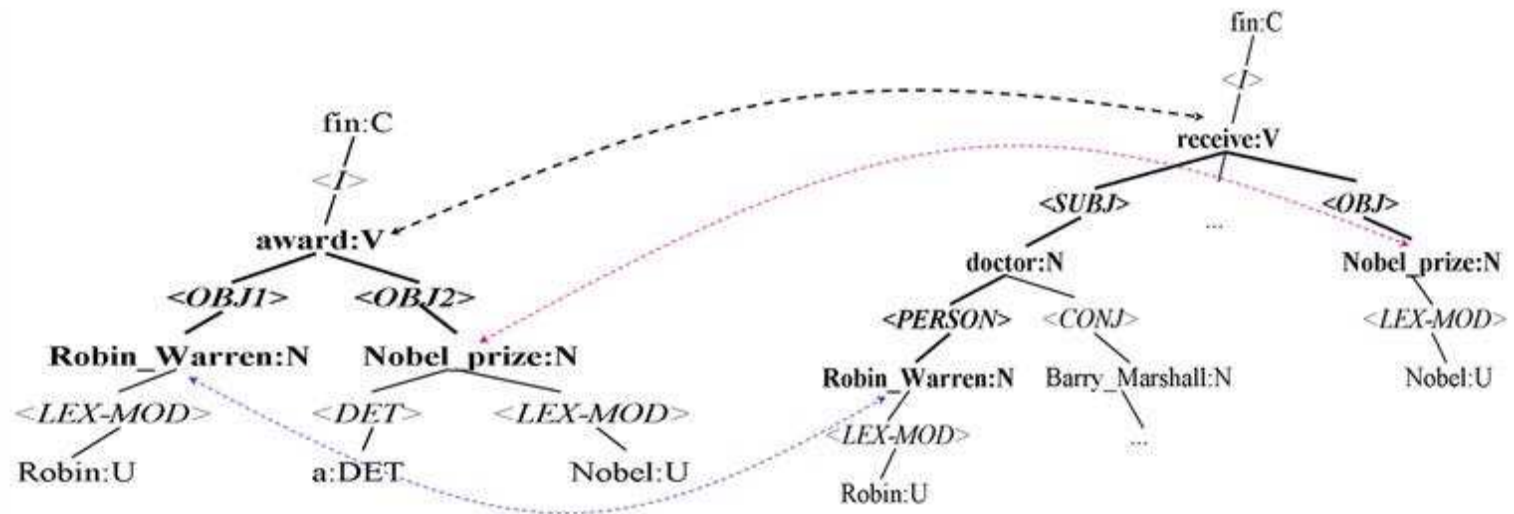 fin:C
<I>
award:V
<OBJ1> <OBJ2>
Robin_Warren:N Nobel_prize:N
<LEX-MOD> <DET> <LEX-MOD>
Robin:U a:DET Nobel:U
fin:C
<I>
receive:V
<SUBJ> ... <OBJ>
doctor:N Nobel_prize:N
<PERSON> <CONJ> <LEX-MOD>
Robin_Warren:N Barry_Marshall:N Nobel:U
<LEX-MOD> ...
Robin:U